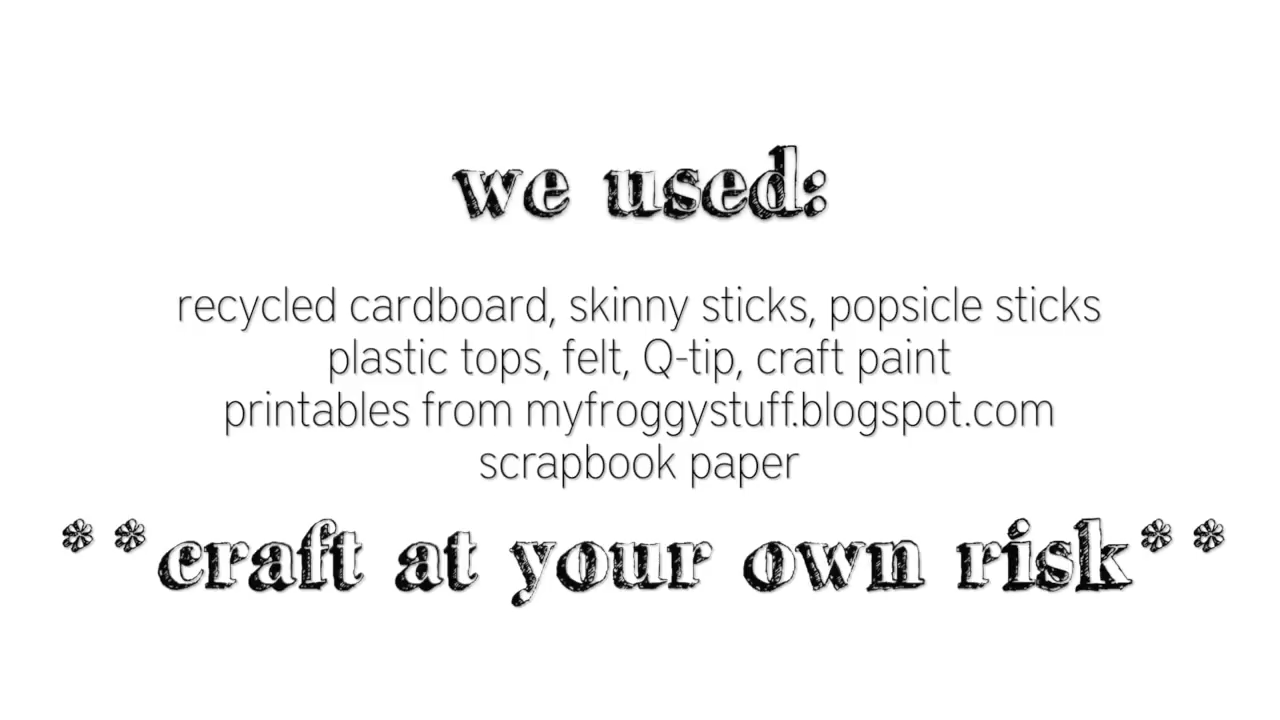 we used:
recycled cardboard, skinny sticks, popsicle sticks
plastic tops, felt, Q-tip, craft paint
printables from myfroggystuff.blogspot.com
scrapbook paper
**craft at your own risk**